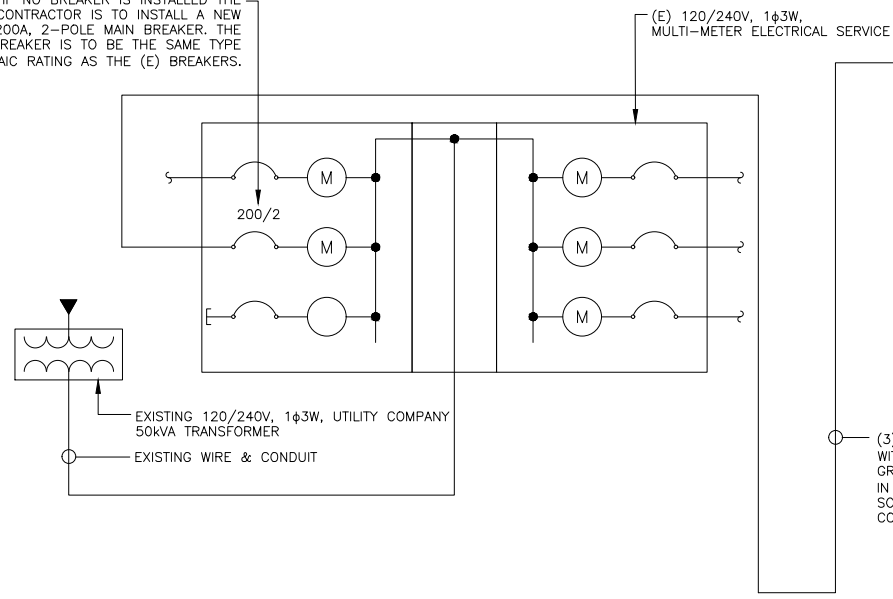 IF NO BREAKER IS INSTALLED THE
CONTRACTOR IS TO INSTALL A NEW
200A, 2-POLE MAIN BREAKER. THE
BREAKER IS TO BE THE SAME TYPE
AIC RATING AS THE (E) BREAKERS.
(E) 120/240V, 1ϕ3W,
MULTI-METER ELECTRICAL SERVICE
M
M
200/2
M
M
M
EXISTING 120/240V, 1ϕ3W, UTILITY COMPANY
50kVA TRANSFORMER
EXISTING WIRE & CONDUIT
(3)
WIT
GR
IN
SO
CO